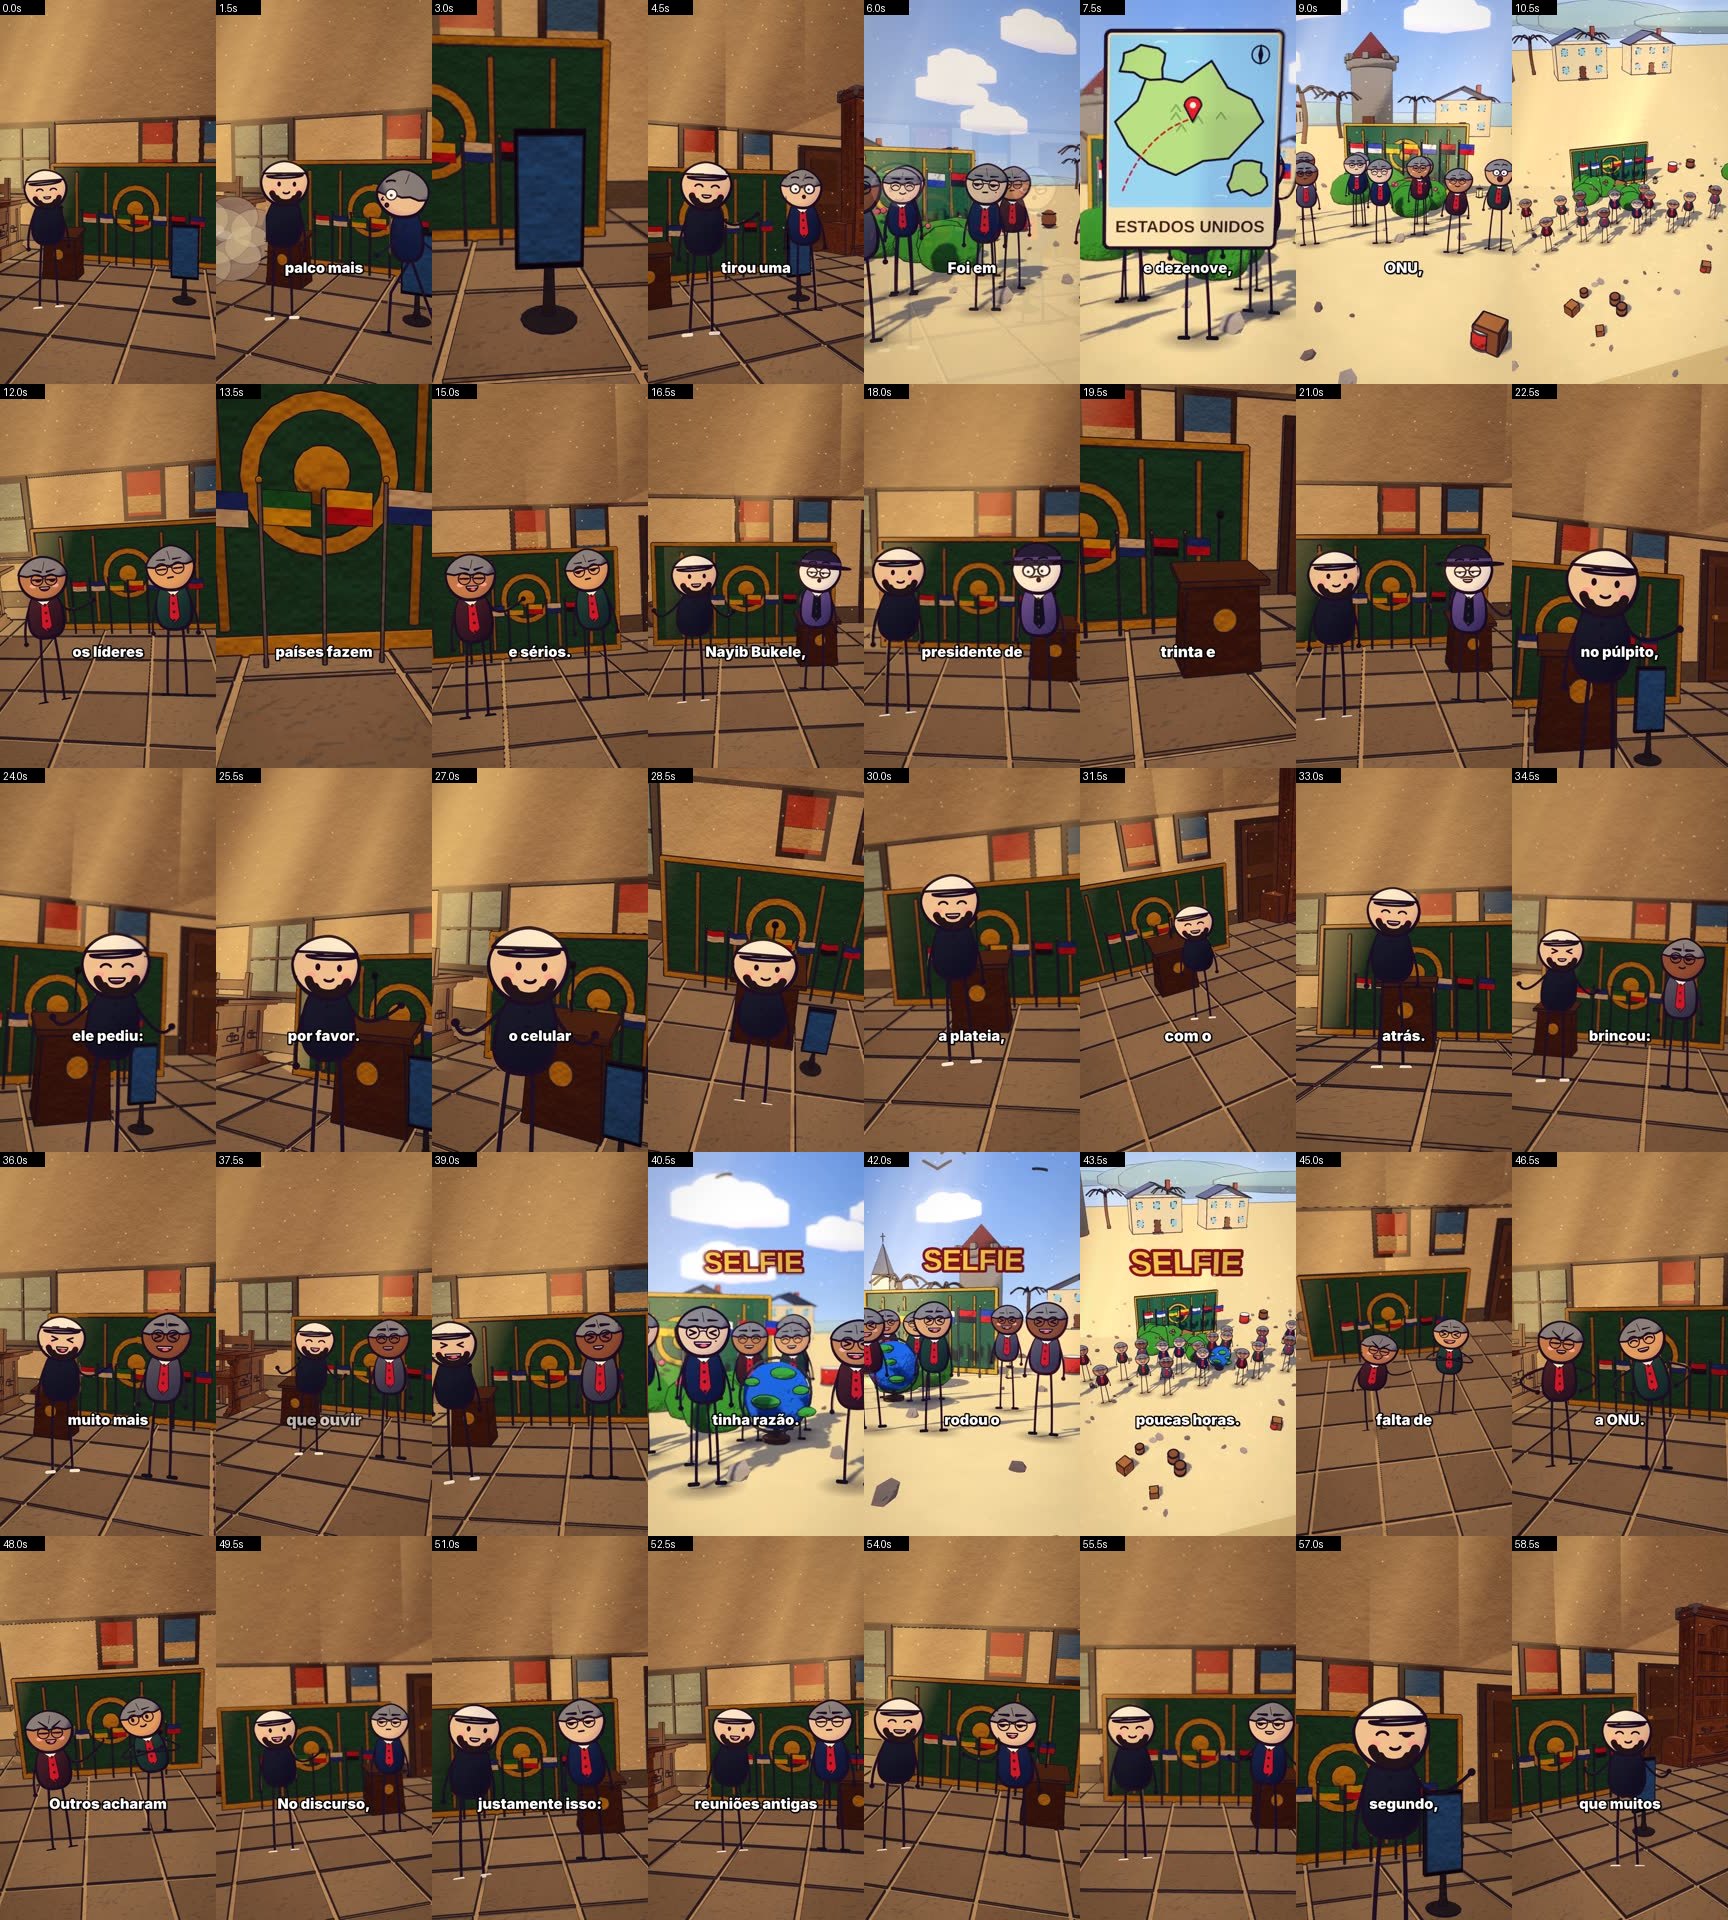 0.0s
1.5s
palco mais
3.0s
4.5s
tirou uma
6.0s
Foi em
7.5s
ESTADOS UNIDOS
e dezenove,
9.0s
ONU,
10.5s
12.0s
os líderes
13.5s
países fazem
15.0s
e sérios.
16.5s
Nayib Bukele,
18.0s
presidente de
19.5s
trinta e
21.0s
22.5s
no púlpito,
24.0s
ele pediu:
25.5s
por favor.
27.0s
o celular
28.5s
30.0s
a plateia,
31.5s
com o
33.0s
atrás.
34.5s
brincou:
36.0s
muito mais
37.5s
que ouvir
39.0s
40.5s
SELFIE
tinha razão.
42.0s
SELFIE
rodou o
43.5s
SELFIE
poucas horas.
45.0s
falta de
46.5s
a ONU.
48.0s
Outros acharam
49.5s
No discurso,
51.0s
justamente isso:
52.5s
reuniões antigas
54.0s
55.5s
57.0s
segundo,
58.5s
que muitos